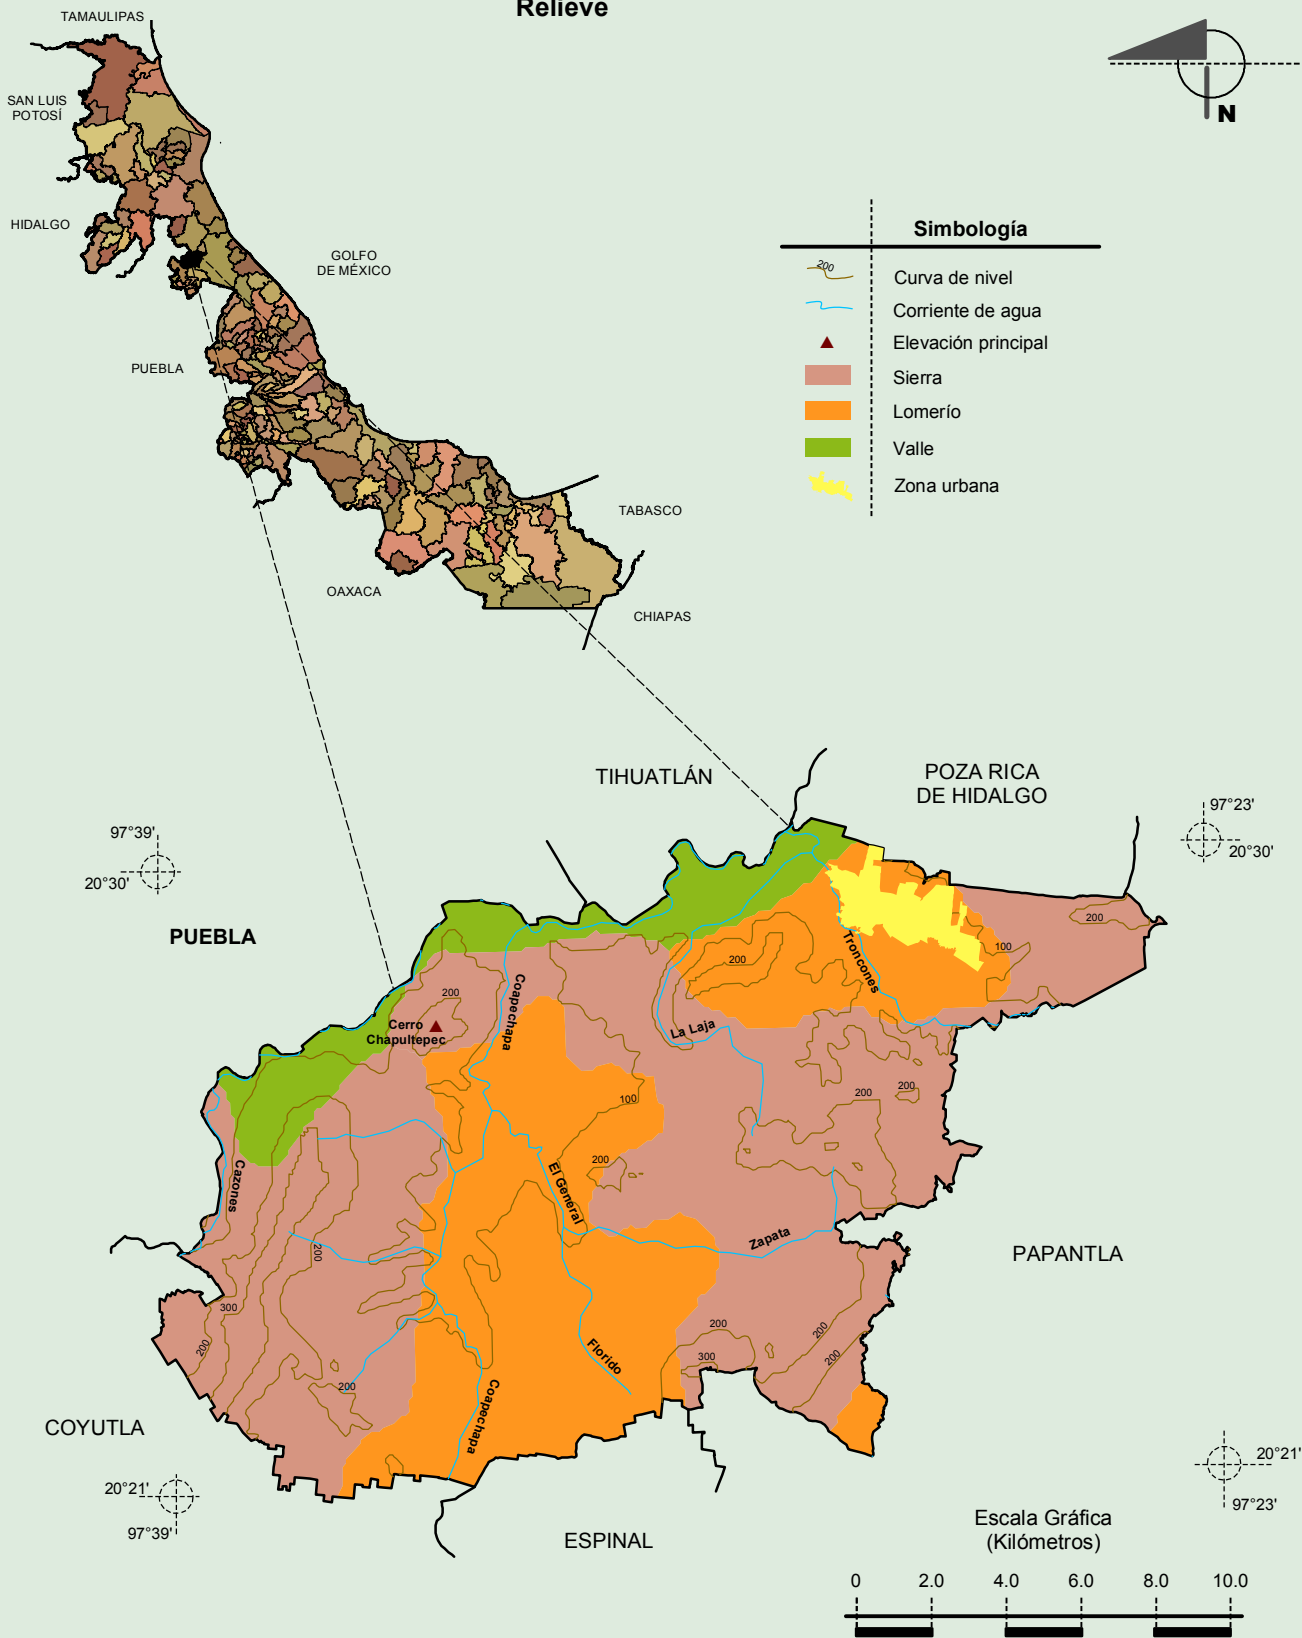 Relieve
TAMAULIPAS
SAN LUIS
POTOSÍ
HIDALGO
GOLFO
DE MÉXICO
PUEBLA
TABASCO
OAXACA
CHIAPAS
N
Simbología
200
Curva de nivel
Corriente de agua
Elevación principal
Sierra
Lomerío
Valle
Zona urbana
TIHUATLÁN
POZA RICA
DE HIDALGO
97°39'
20°30'
97°23'
20°30'
PUEBLA
200
Troncones
100
200
200
Coapechapa
Cerro
Chapultepec
La Laja
100
200
200
200
Cazones
El General
Zapata
PAPANTLA
200
300
200
200
300
200
200
Florido
200
Coapechapa
COYUTLA
20°21'
97°39'
ESPINAL
20°21'
97°23'
Escala Gráfica
(Kilómetros)
0 2.0 4.0 6.0 8.0 10.0